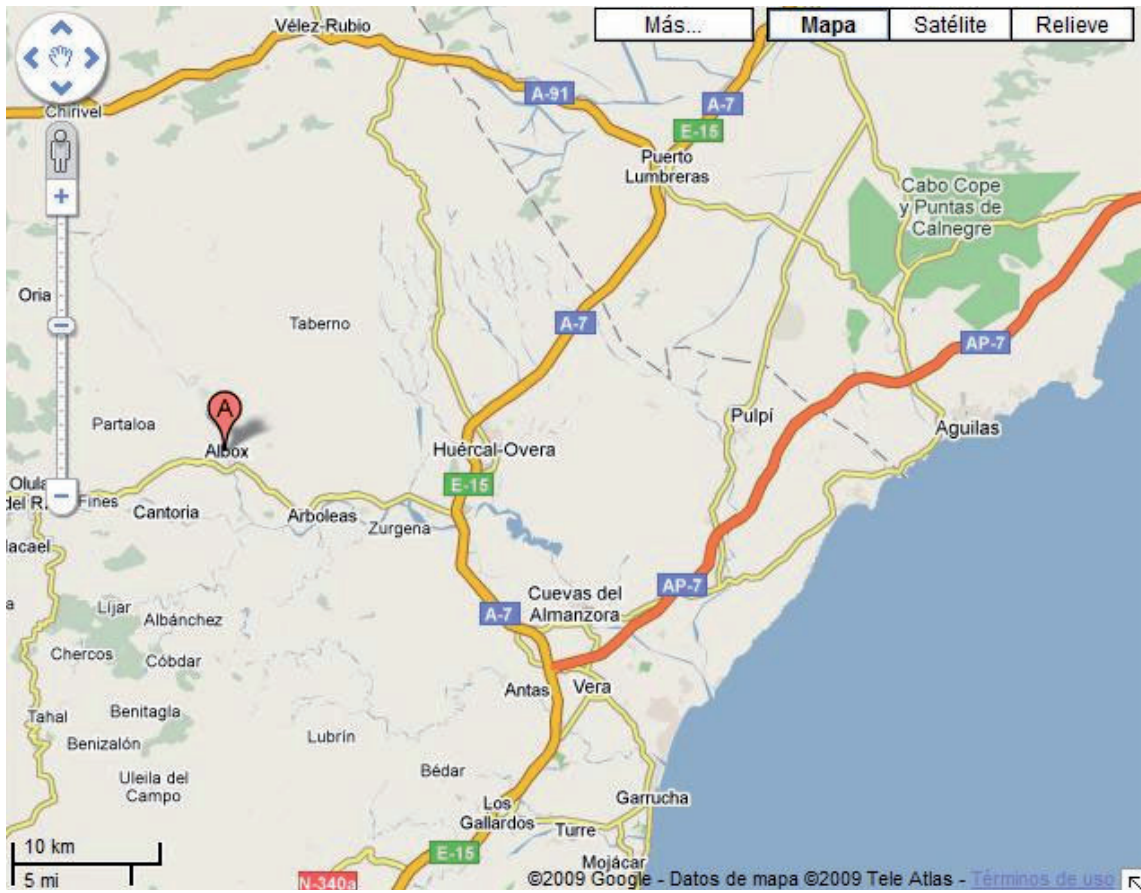 Vélez-Rubio
Más...
Mapa
Satélite
Relieve
Chirivel
A-91
A-7
E-15
Puerto
Lumbreras
Cabo Cope
y Puntas de
Calnegre
Oria
Taberno
A-7
AP-7
A
Partaloa
Albox
Pulpí
Aguilas
Huércal-Overa
E-15
Olula
del R.
Fines
Cantoria
Arboleas
Zurgena
acael
Cuevas del
Almanzora
AP-7
A-7
Líjar
Albánchez
a
Chercos
Cóbdar
Antas
Vera
Tahal
Benitagla
Benizalón
Lubrín
Bédar
Uleila del
Campo
Los
Gallardos
Garrucha
Turre
Mojácar
E-15
N-340a
10 km
5 mi
©2009 Google - Datos de mapa ©2009 Tele Atlas - Términos de uso